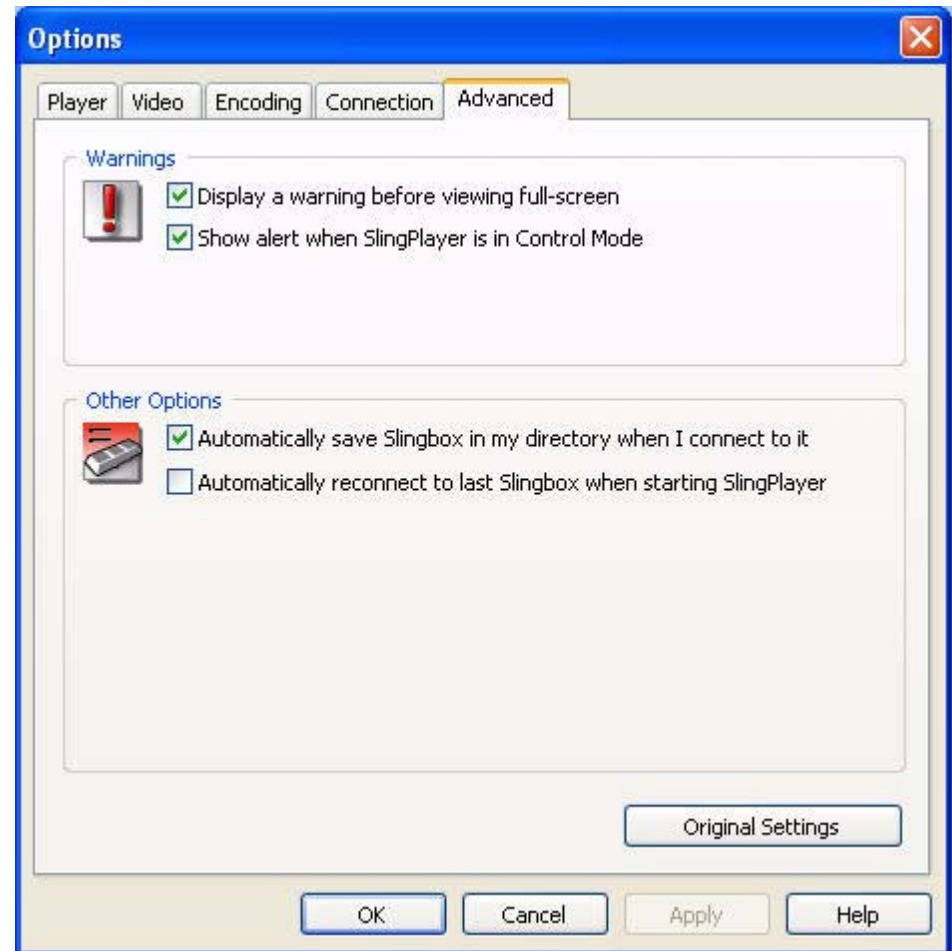 Options
Player Video Encoding Connection Advanced
Warnings
Display a warning before viewing full-screen
Show alert when SlingPlayer is in Control Mode
Other Options
Automatically save Slingbox in my directory when I connect to it
Automatically reconnect to last Slingbox when starting SlingPlayer
Original Settings
OK Cancel Apply Help